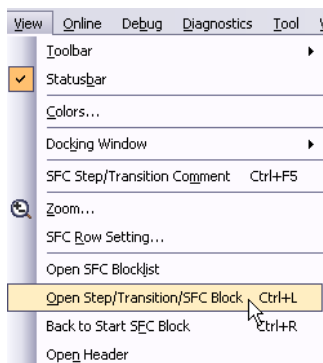 View Online Debug Diagnostics Tool
Toolbar
Statusbar
Colors...
Docking Window
SFC Step/Transition Comment Ctrl+F5
Zoom...
SFC Row Setting...
Open SFC Blocklist
Open Step/Transition/SFC Block Ctrl+L
Back to Start SFC Block Ctrl+R
Open Header